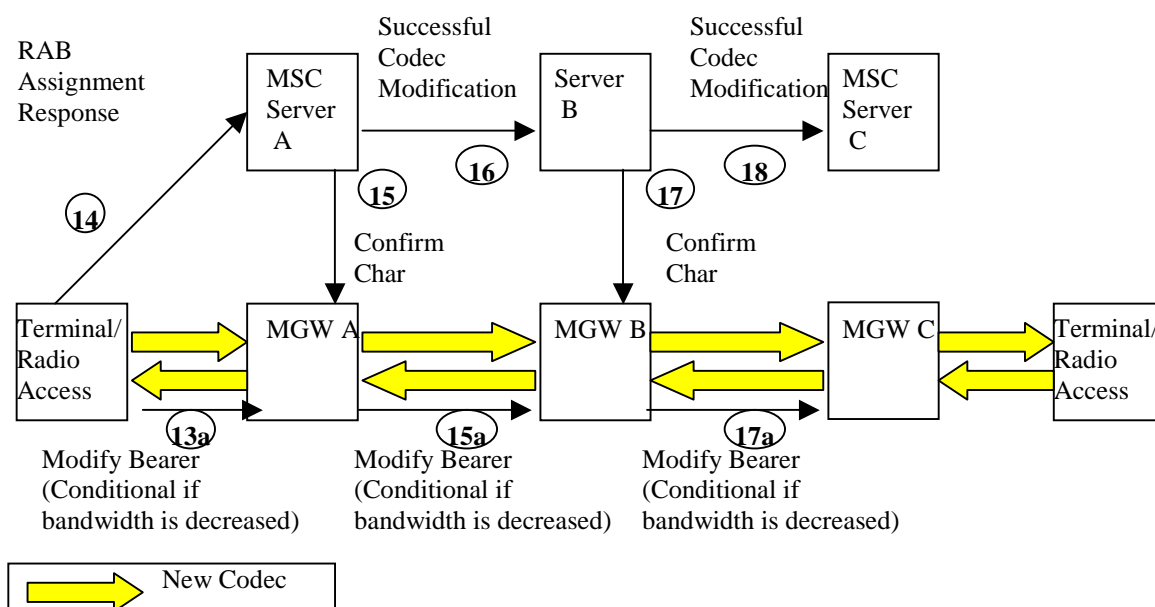 RAB
Assignment
Response
MSC
Server
A
Successful
Codec
Modification
Server
B
Successful
Codec
Modification
MSC
Server
C
14
15
16
17
18
Confirm
Char
Confirm
Char
Terminal/
Radio
Access
MGW A
MGW B
MGW C
Terminal/
Radio
Access
13a
15a
17a
Modify Bearer
(Conditional if
bandwidth is decreased)
Modify Bearer
(Conditional if
bandwidth is decreased)
Modify Bearer
(Conditional if
bandwidth is decreased)
New Codec